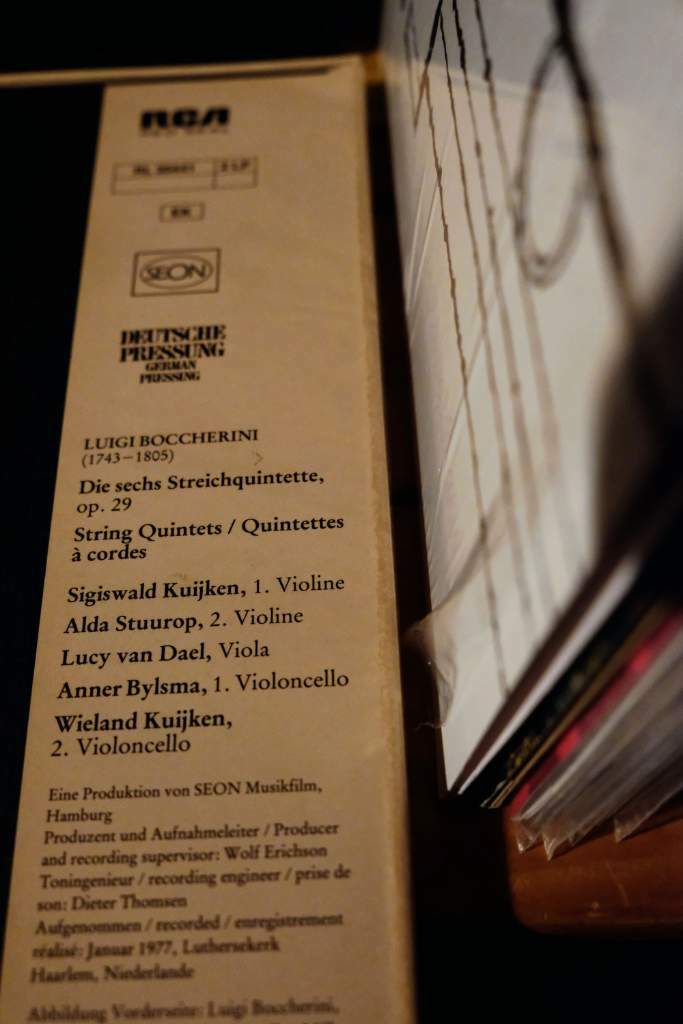 RCA
2 LP
SEON
DEUTSCHE
PRESSUNG
GERMAN
PRESSING
LUIGI BOCCHERINI
(1743–1805)
Die sechs Streichquintette,
op. 29
String Quintets / Quintettes
à cordes
Sigiswald Kuijken, 1. Violine
Alda Stuurop, 2. Violine
Lucy van Dael, Viola
Anner Bylsma, 1. Violoncello
Wieland Kuijken,
2. Violoncello
Eine Produktion von SEON Musikfilm,
Hamburg
Produzent und Aufnahmeleiter / Producer
and recording supervisor: Wolf Erichson
Toningenieur / recording engineer / prise de
son: Dieter Thomsen
Aufgenommen / recorded / enregistrement
réalisé: Januar 1977, Luthersekerk
Haarlem, Niederlande
Abbildung Vorderseite: Luigi Boccherini,